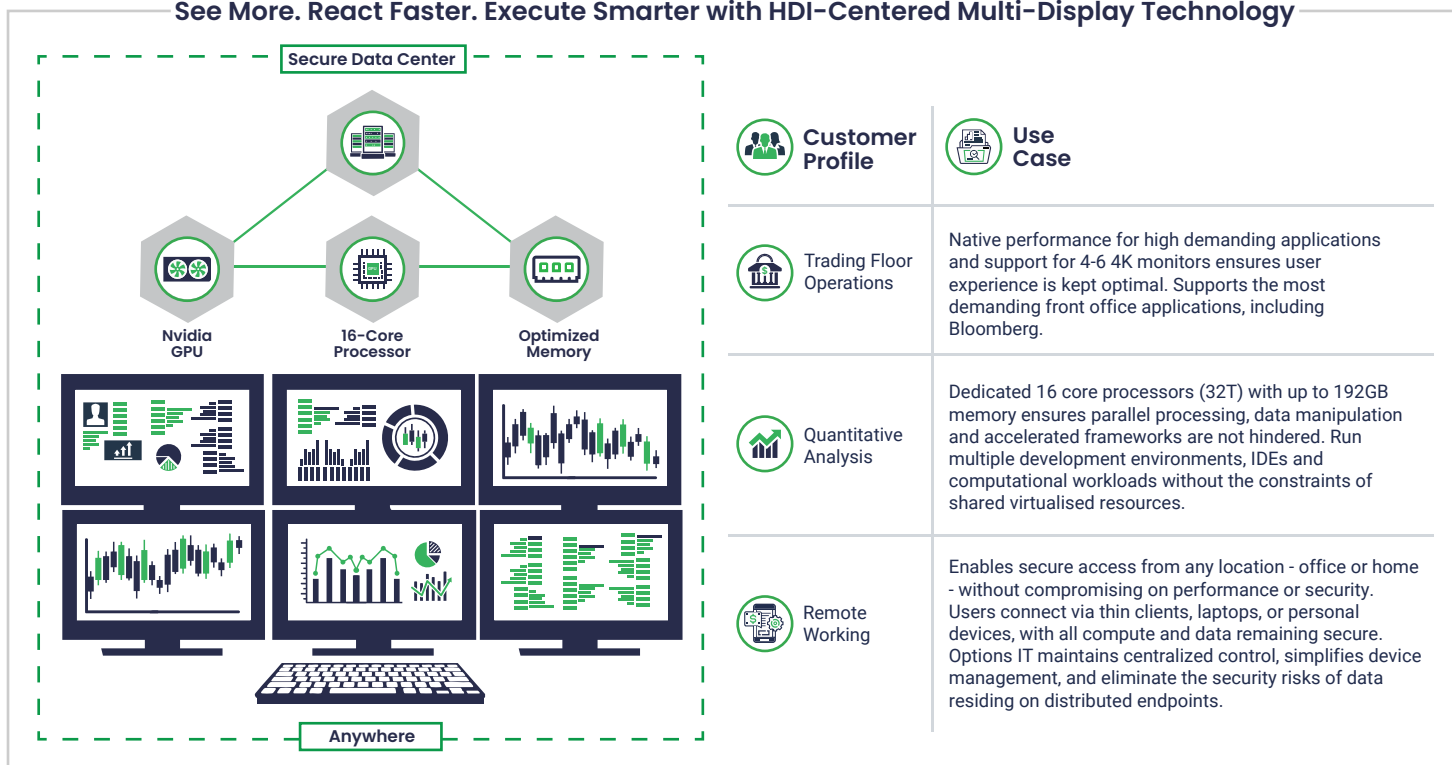 See More. React Faster. Execute Smarter with HDI-Centered Multi-Display Technology
Secure Data Center
Nvidia
GPU
16-Core
Processor
Optimized
Memory
Anywhere
Customer
Profile
Use
Case
Trading Floor
Operations
Native performance for high demanding applications
and support for 4-6 4K monitors ensures user
experience is kept optimal. Supports the most
demanding front office applications, including
Bloomberg.
Quantitative
Analysis
Dedicated 16 core processors (32T) with up to 192GB
memory ensures parallel processing, data manipulation
and accelerated frameworks are not hindered. Run
multiple development environments, IDEs and
computational workloads without the constraints of
shared virtualised resources.
Remote
Working
Enables secure access from any location - office or home
- without compromising on performance or security.
Users connect via thin clients, laptops, or personal
devices, with all compute and data remaining secure.
Options IT maintains centralized control, simplifies device
management, and eliminate the security risks of data
residing on distributed endpoints.